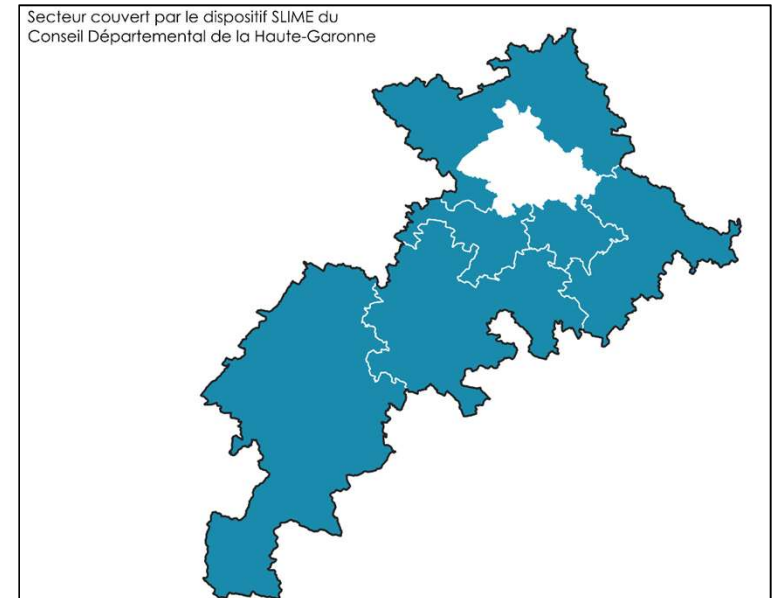 Secteur couvert par le dispositif SLIME du
Conseil Départemental de la Haute-Garonne